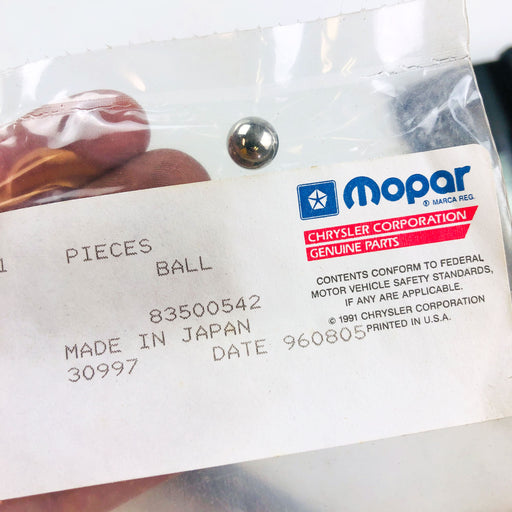 mopar
® MARCA REG.
CHRYSLER CORPORATION
GENUINE PARTS
CONTENTS CONFORM TO FEDERAL
MOTOR VEHICLE SAFETY STANDARDS,
IF ANY ARE APPLICABLE.
© 1991 CHRYSLER CORPORATION
PRINTED IN U.S.A.
1 PIECES
BALL
83500542
MADE IN JAPAN
30997 DATE 960805